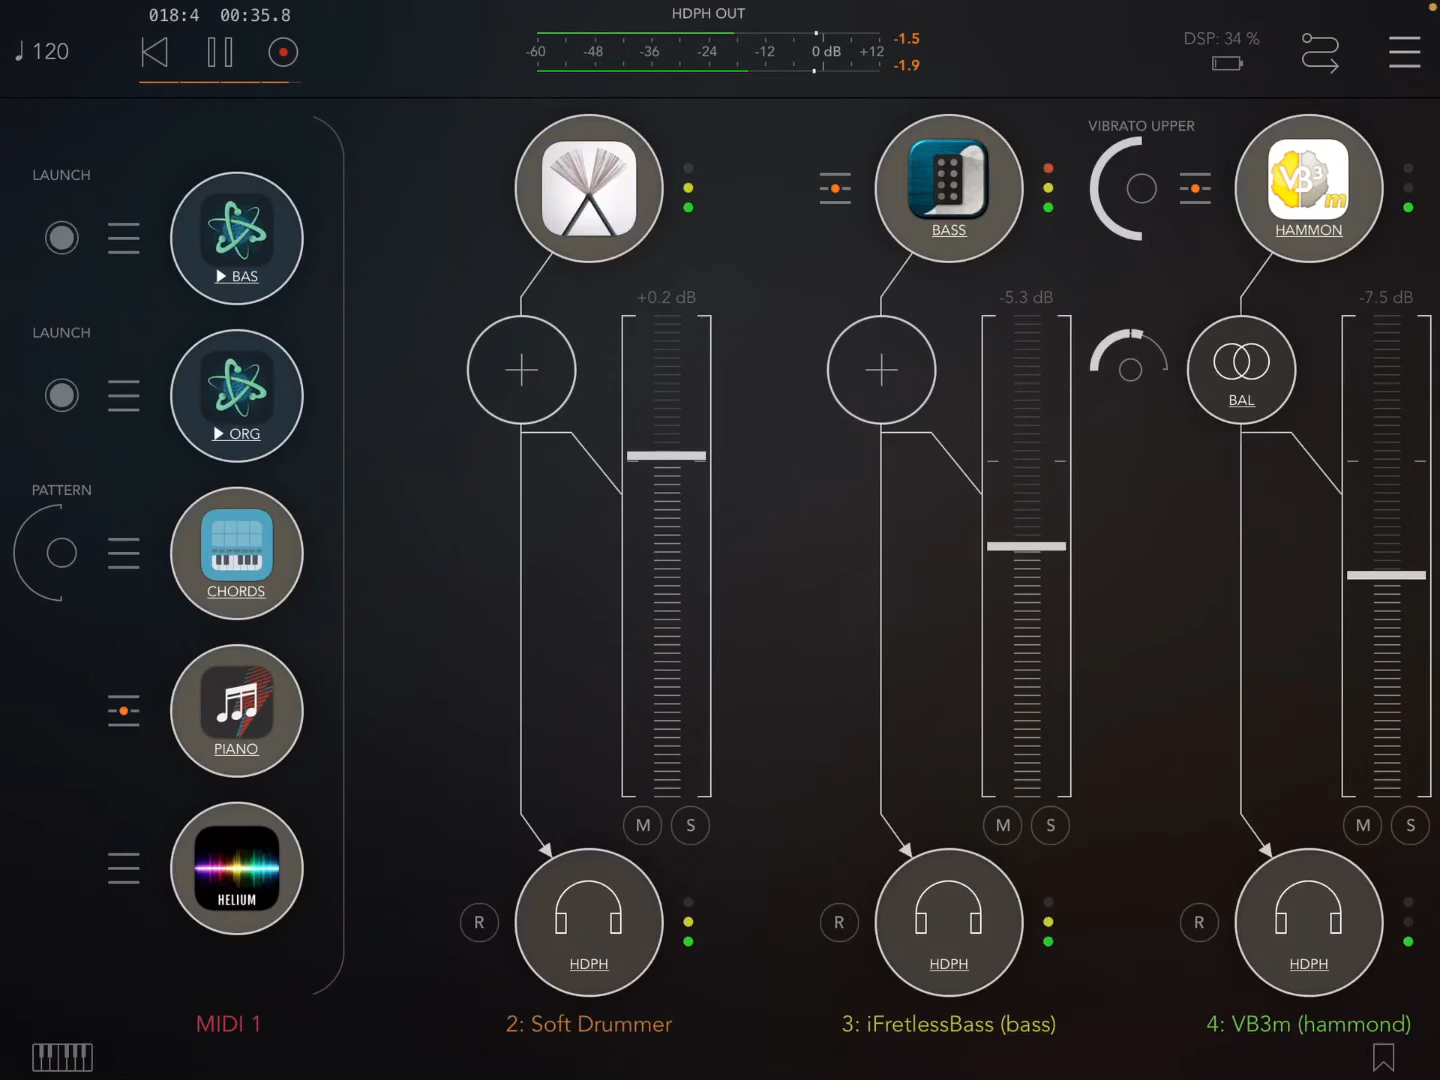 018:4 00:35.8
HDPH OUT
♩ 120
-60 -48 -36 -24 -12 0 dB +12
-1.5
-1.9
DSP: 34 %
LAUNCH
BAS
LAUNCH
ORG
PATTERN
CHORDS
PIANO
HELIUM
MIDI 1
+0.2 dB
M S
R
HDPH
2: Soft Drummer
BASS
-5.3 dB
M S
R
HDPH
3: iFretlessBass (bass)
VIBRATO UPPER
VB3m
HAMMON
BAL
-7.5 dB
M S
R
HDPH
4: VB3m (hammond)